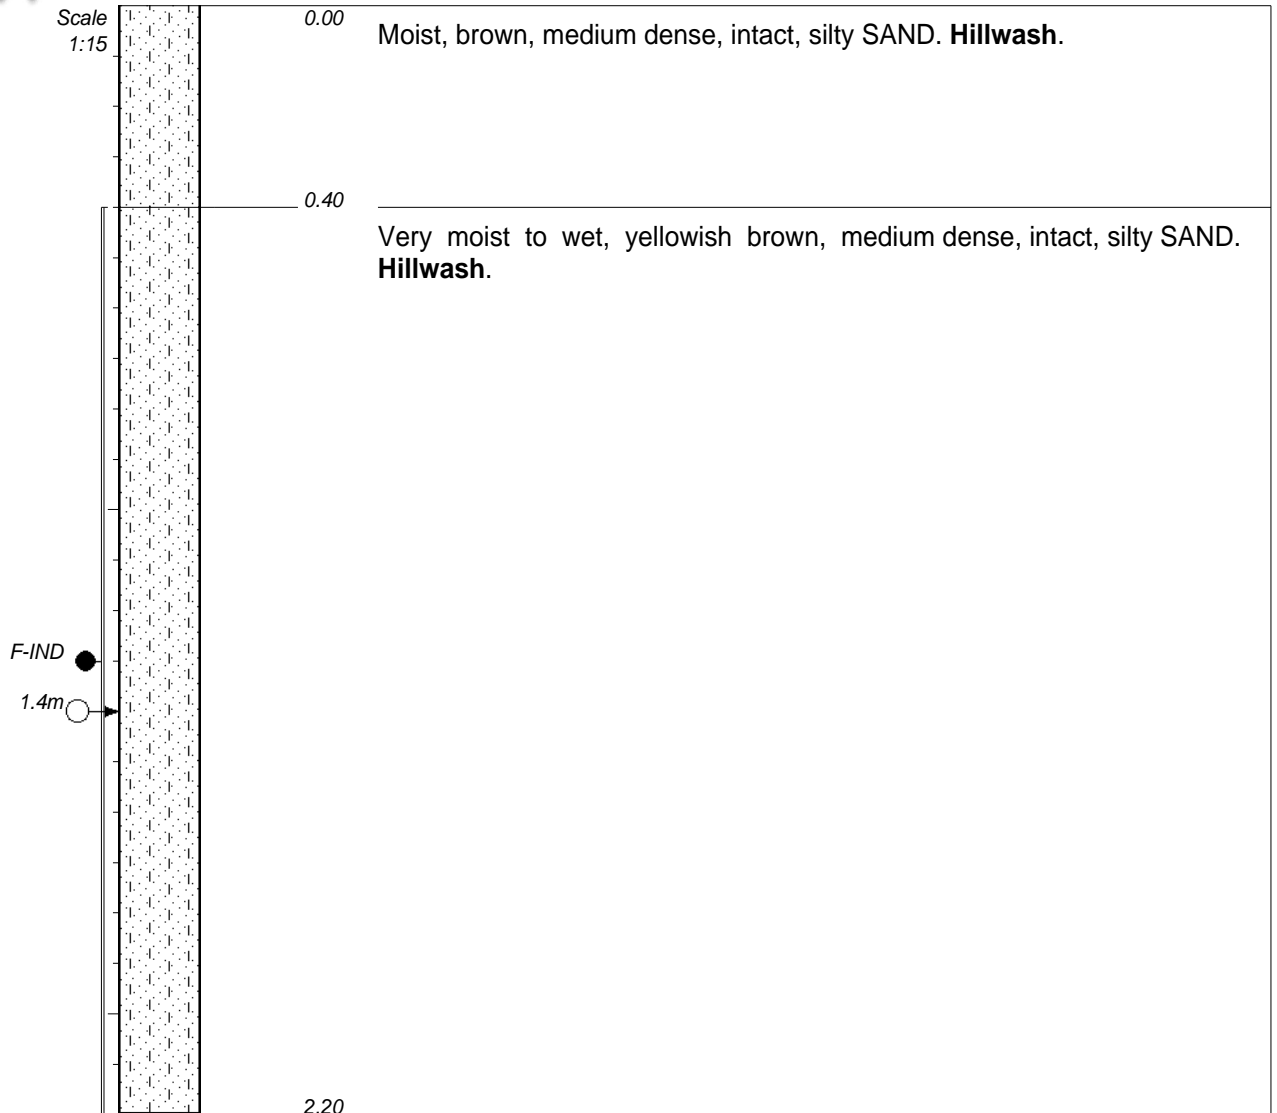 Scale
1:15
0.00
Moist, brown, medium dense, intact, silty SAND. Hillwash.
0.40
Very moist to wet, yellowish brown, medium dense, intact, silty SAND.
Hillwash.
F-IND
1.4m
2.20